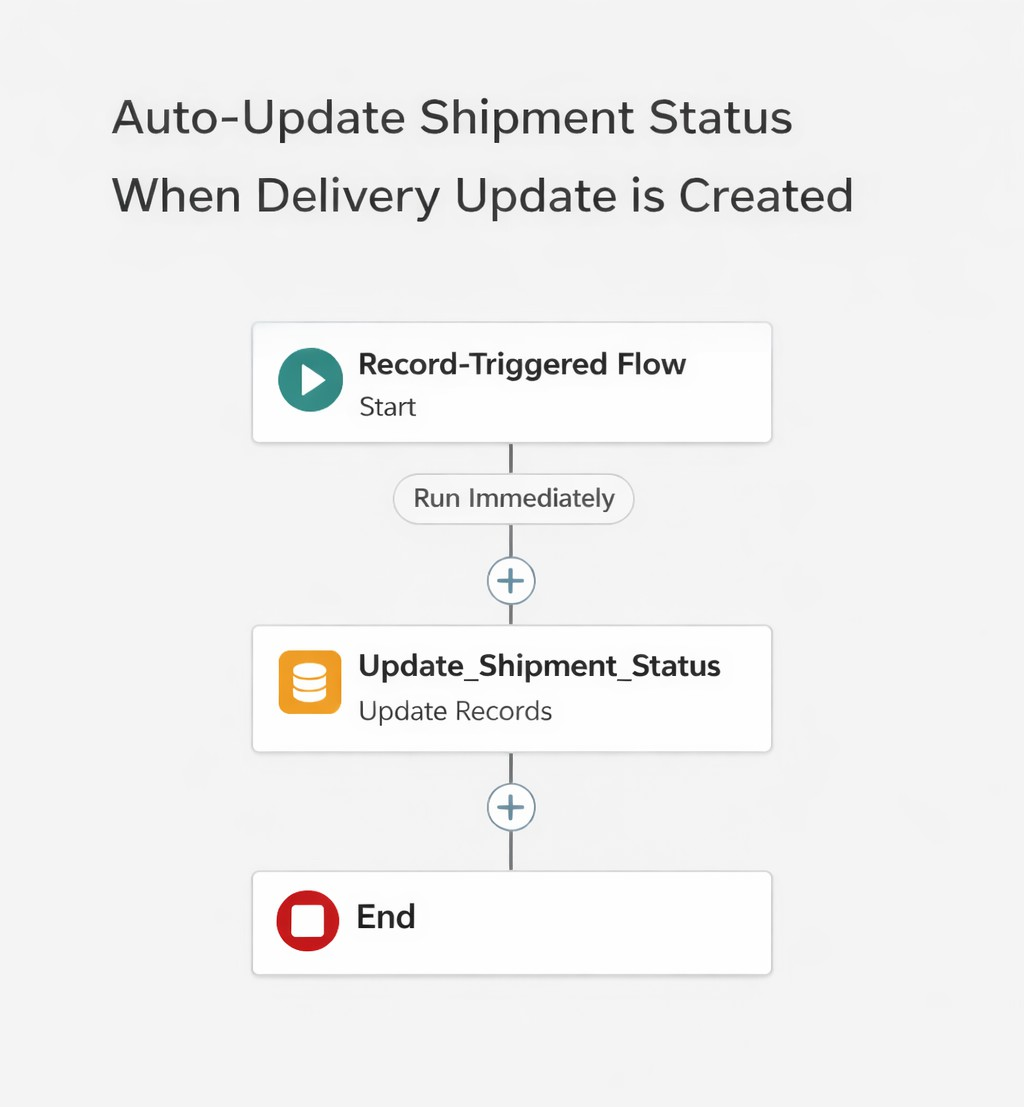 Auto-Update Shipment Status
When Delivery Update is Created
Record-Triggered Flow
Start
Run Immediately
Update_Shipment_Status
Update Records
End